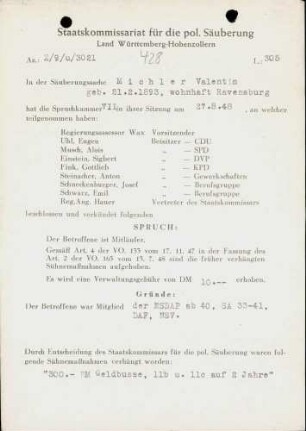 Staatskommissariat für die pol. Säuberung
Land Württemberg-Hohenzollern
Az.: 2/9/u/3021 428 L: 308
In der Säuberungssache Michler Valentin
geb. 21.2.1893, wohnhaft Ravensburg
hat die Spruchkammer VII in ihrer Sitzung am 27.8.48 , an welcher
teilgenommen haben:
Regierungsassessor Wax Vorsitzender
Uhl, Eugen Beisitzer — CDU
Musch, Alois „ — SPD
Einstein, Sigbert „ — DVP
Fink, Gottlieb „ — KPD
Steinacher, Anton „ — Gewerkschaften
Schneckenburger, Josef „ — Berufsgruppe
Schwarz, Emil „ — Berufsgruppe
Reg.Ang. Hauer Vertreter des Staatskommissars
beschlossen und verkündet folgenden
SPRUCH:
Der Betroffene ist Mitläufer.
Gemäß Art. 4 der VO. 133 vom 17. 11. 47 in der Fassung des
Art. 2 der VO. 165 vom 13. 7. 48 sind die früher verhängten
Sühnemaßnahmen aufgehoben.
Es wird eine Verwaltungsgebühr von DM 10.-- erhoben.
Gründe:
Der Betroffene war Mitglied der NSDAP ab 40, SA 33-41,
DAF, NSV.
Durch Entscheidung des Staatskommissars für die pol. Säuberung waren fol-
gende Sühnemaßnahmen verhängt worden:
"300.- RM Geldbusse, 11b u. 11c auf 2 Jahre"